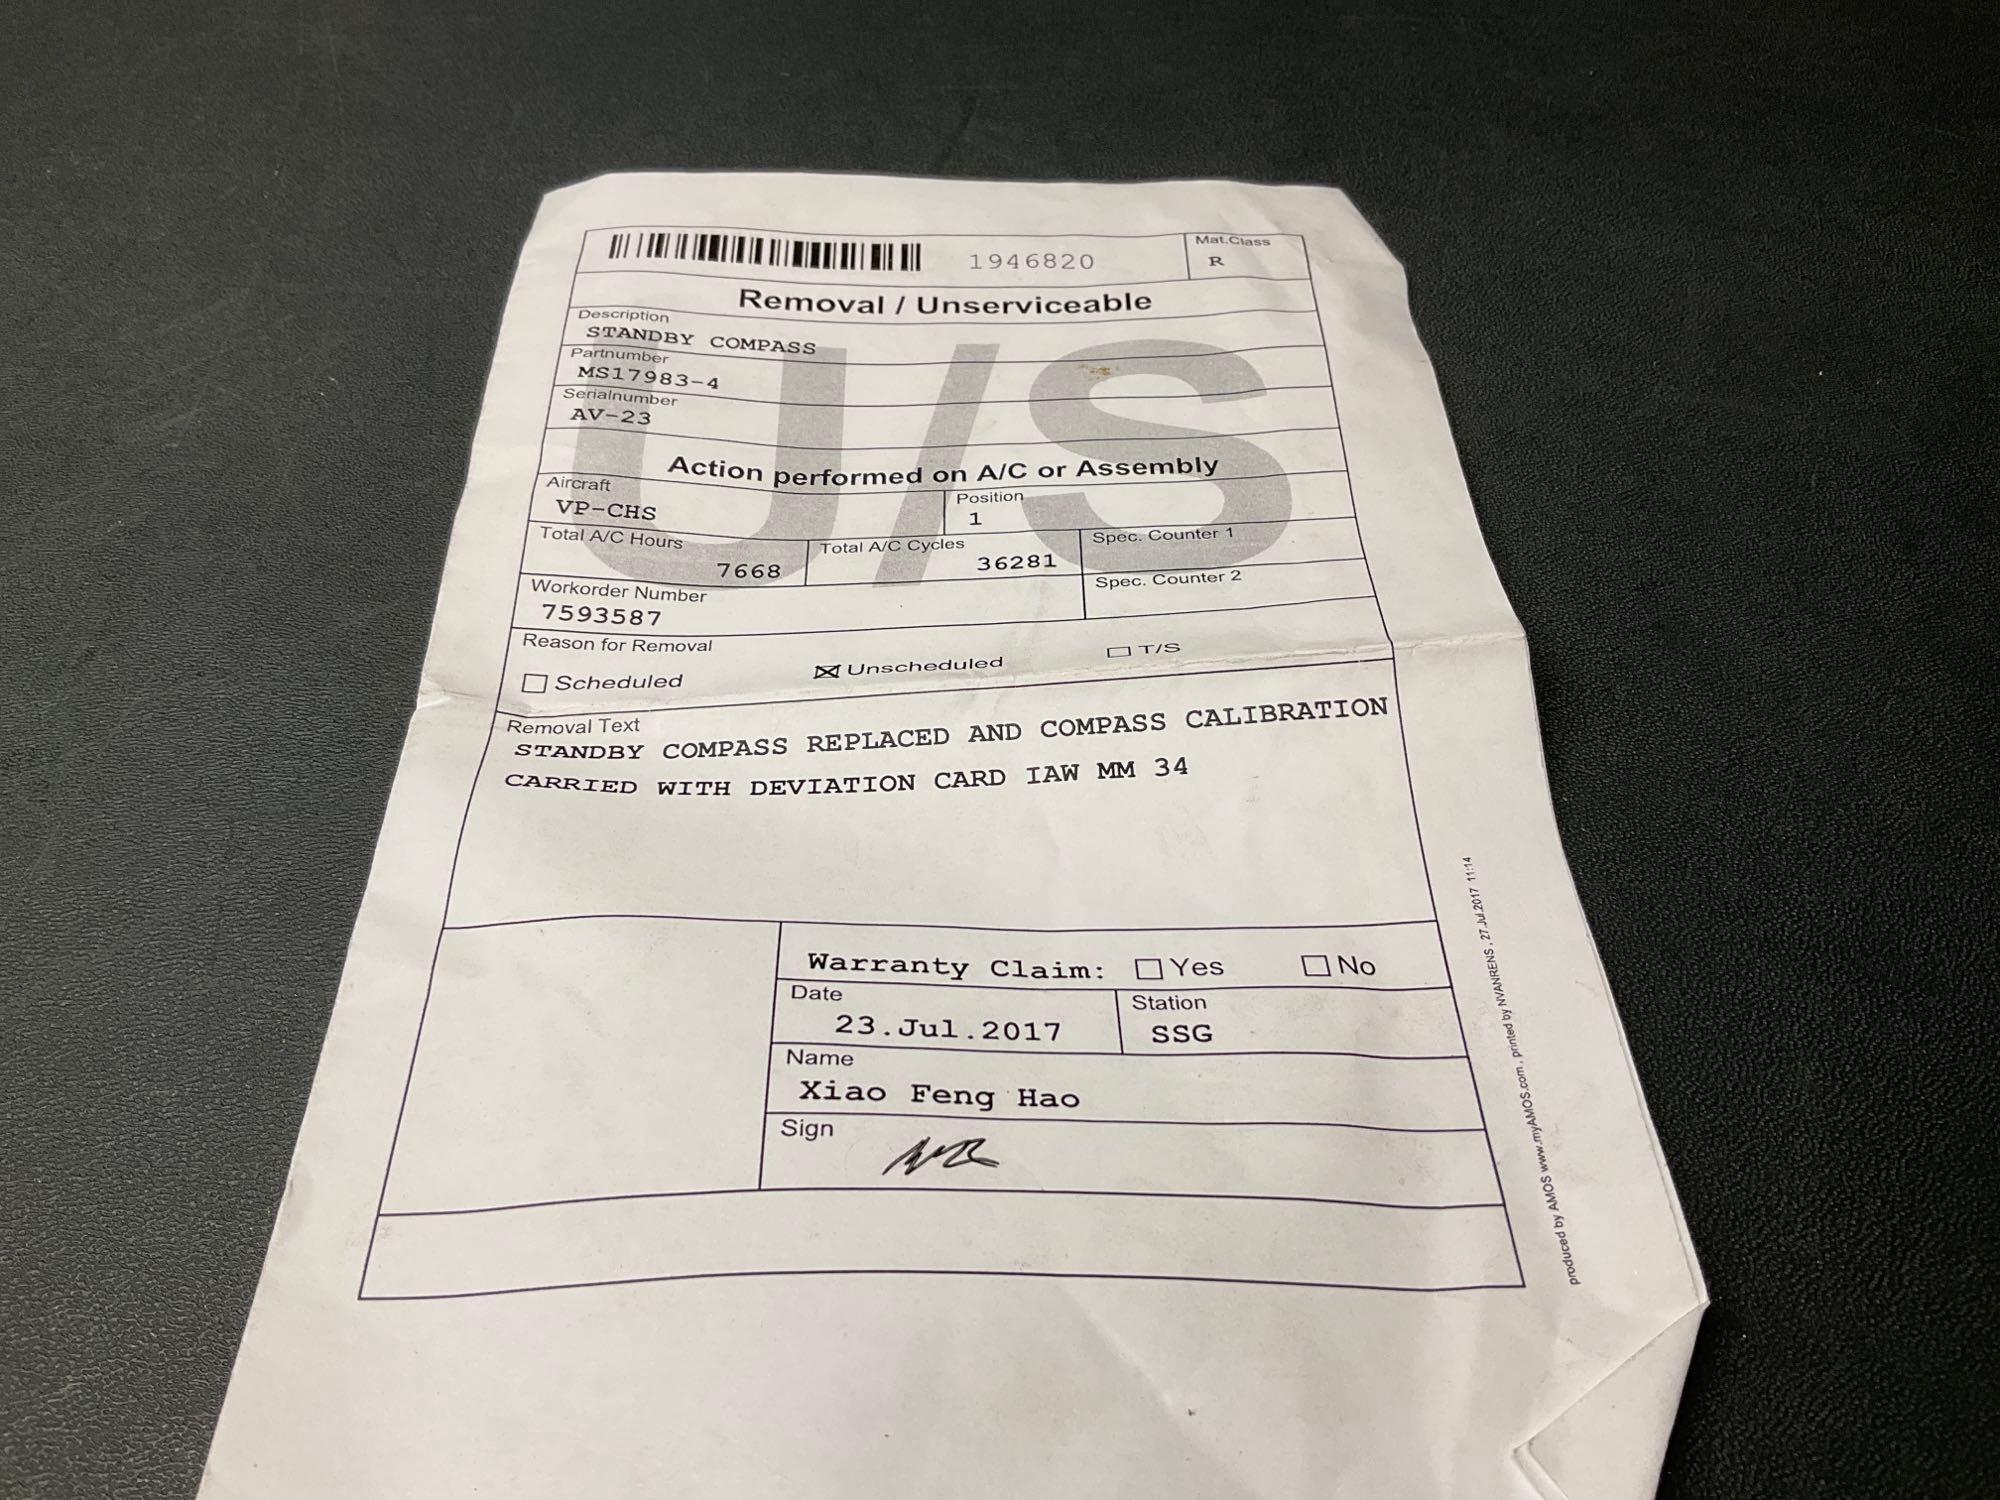 1946820
Mat.Class
R
Removal / Unserviceable
U/S
Description
STANDBY COMPASS
Partnumber
MS17983-4
Serialnumber
AV-23
Action performed on A/C or Assembly
Aircraft
VP-CHS
Position
1
Total A/C Hours
7668
Total A/C Cycles
36281
Spec. Counter 1
Spec. Counter 2
Workorder Number
7593587
Reason for Removal
Scheduled
Unscheduled
T/S
Removal Text
STANDBY COMPASS REPLACED AND COMPASS CALIBRATION
CARRIED WITH DEVIATION CARD IAW MM 34
Warranty Claim: Yes No
Date
23.Jul.2017
Station
SSG
Name
Xiao Feng Hao
Sign
produced by AMOS www.myAMOS.com, printed by NVANRENS, 27.Jul.2017 11:14